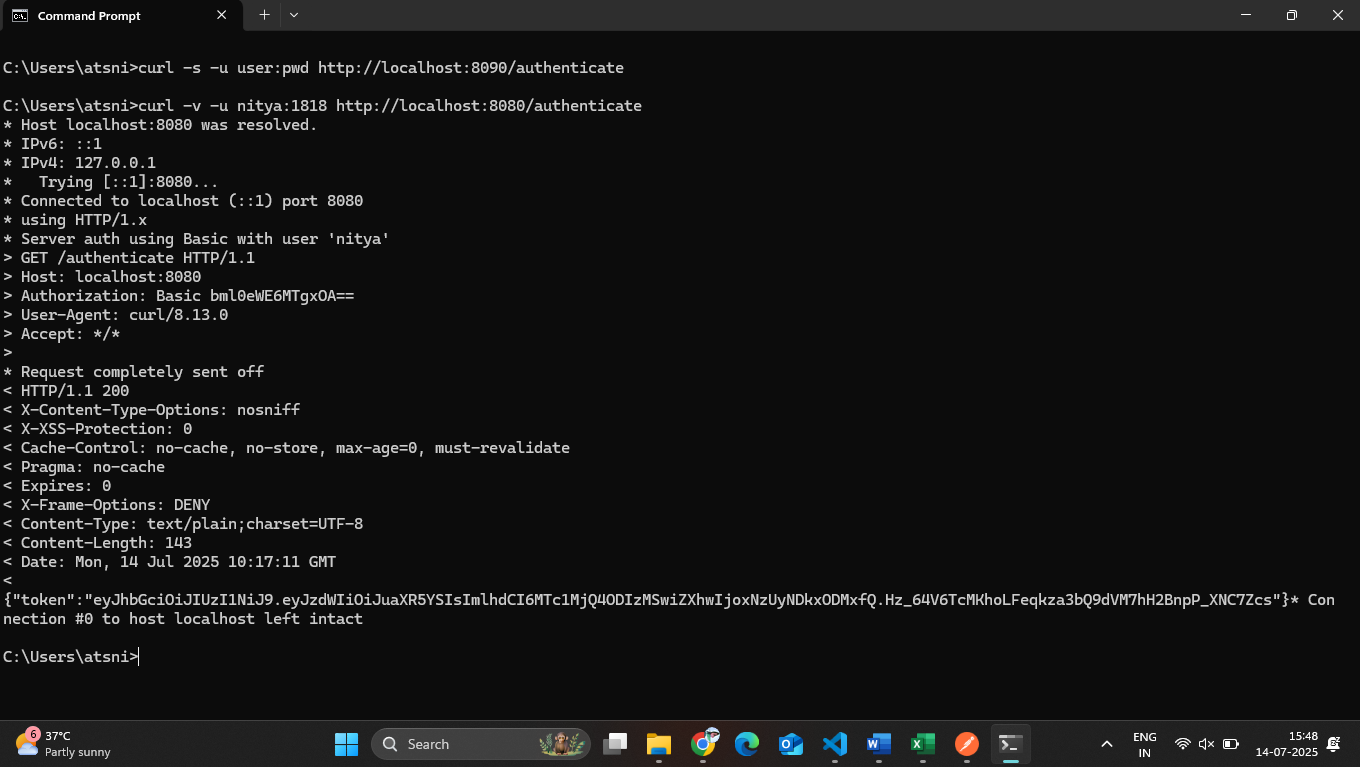 Command Prompt
C:\Users\atsni>curl -s -u user:pwd http://localhost:8090/authenticate
C:\Users\atsni>curl -v -u nitya:1818 http://localhost:8080/authenticate
* Host localhost:8080 was resolved.
* IPv6: ::1
* IPv4: 127.0.0.1
*   Trying [::1]:8080...
* Connected to localhost (::1) port 8080
* using HTTP/1.x
* Server auth using Basic with user 'nitya'
> GET /authenticate HTTP/1.1
> Host: localhost:8080
> Authorization: Basic bml0eWE6MTgxOA==
> User-Agent: curl/8.13.0
> Accept: */*
>
* Request completely sent off
< HTTP/1.1 200
< X-Content-Type-Options: nosniff
< X-XSS-Protection: 0
< Cache-Control: no-cache, no-store, max-age=0, must-revalidate
< Pragma: no-cache
< Expires: 0
< X-Frame-Options: DENY
< Content-Type: text/plain;charset=UTF-8
< Content-Length: 143
< Date: Mon, 14 Jul 2025 10:17:11 GMT
<
{"token":"eyJhbGciOiJIUzI1NiJ9.eyJzdWIiOiJuaXR5YSIsImlhdCI6MTc1MjQ4ODIzMSwiZXhwIjoxNzUyNDkxODMxfQ.Hz_64V6TcMKhoLFeqkza3bQ9dVM7hH2BnpP_XNC7Zcs"}* Con
nection #0 to host localhost left intact
C:\Users\atsni>
6
37°C
Partly sunny
Search
ENG
IN
15:48
14-07-2025